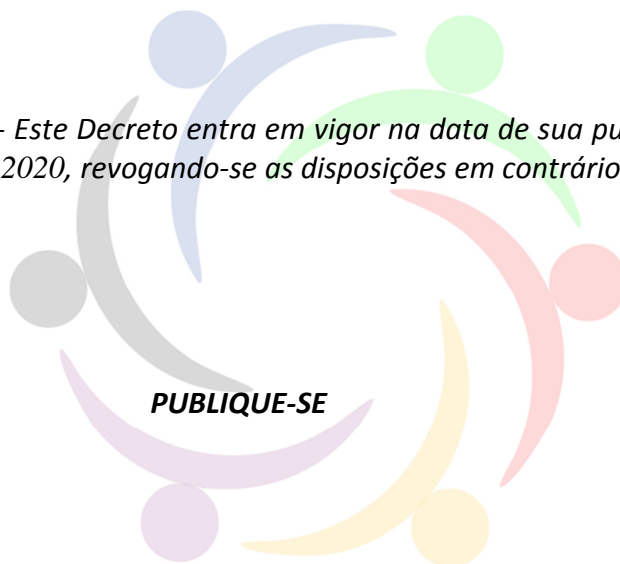 - Este Decreto entra em vigor na data de sua pu
2020, revogando-se as disposições em contrário
PUBLIQUE-SE